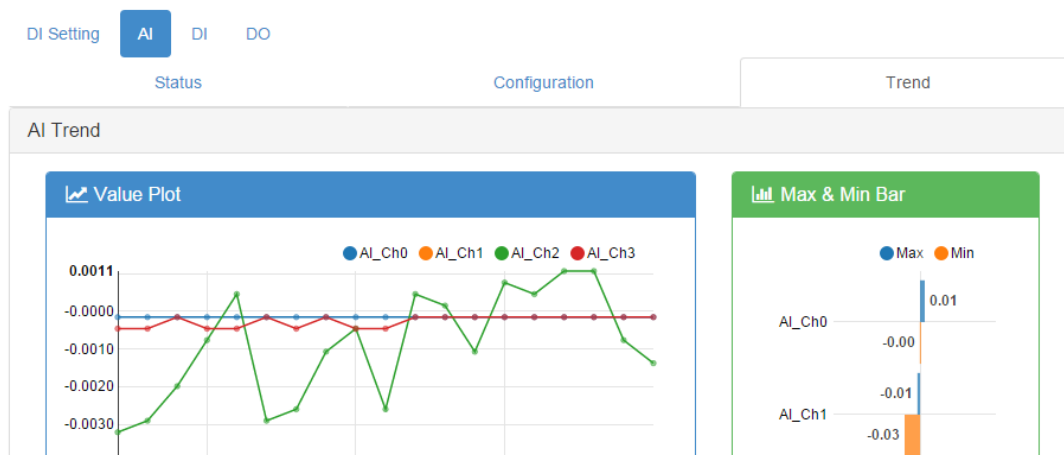 DI Setting AI DI DO
Status Configuration Trend
AI Trend
Value Plot
AI_Ch0 AI_Ch1 AI_Ch2 AI_Ch3
0.0011
-0.0000
-0.0010
-0.0020
-0.0030
Max & Min Bar
Max Min
0.01
AI_Ch0
-0.00
-0.01
AI_Ch1
-0.03